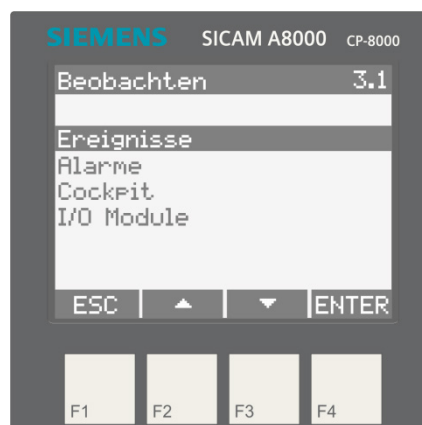 SIEMENS SICAM A8000 CP-8000
Beobachten 3.1
Ereignisse
Alarme
Cockpit
I/O Module
ESC ▲ ▼ ENTER
F1 F2 F3 F4